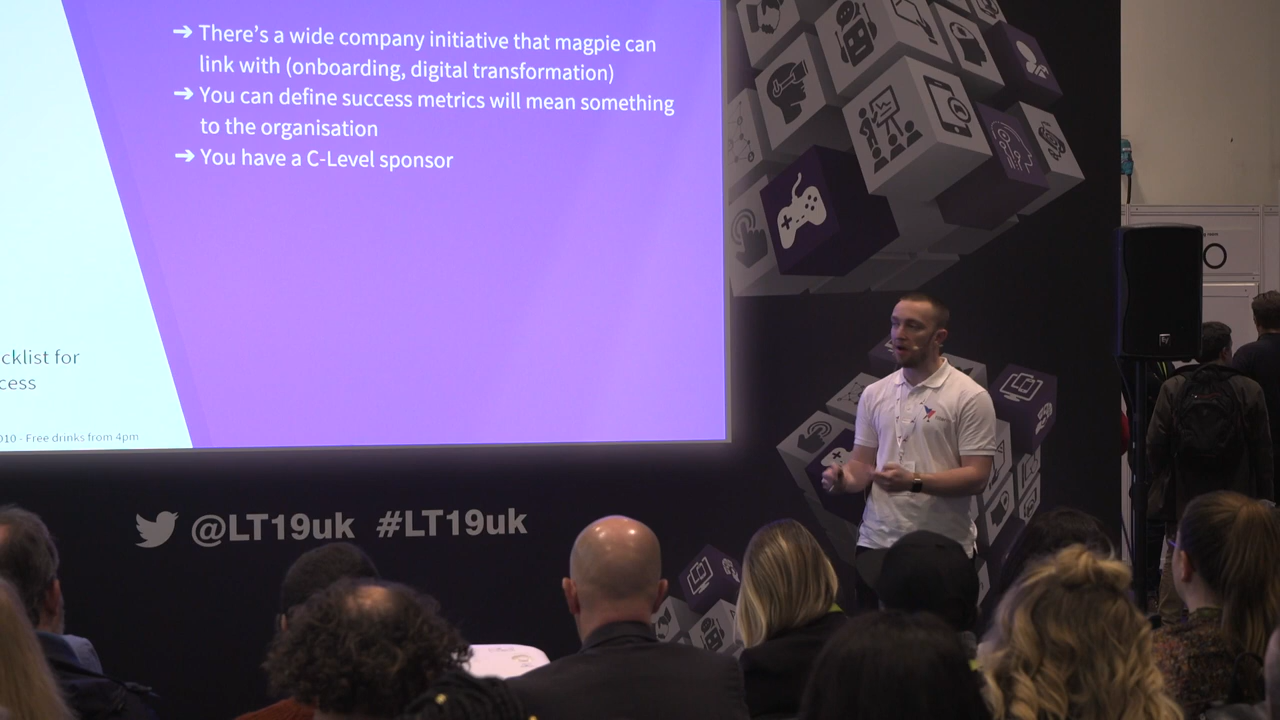 ➔ There's a wide company initiative that magpie can
link with (onboarding, digital transformation)
➔ You can define success metrics will mean something
to the organisation
➔ You have a C-Level sponsor
cklist for
cess
010 - Free drinks from 4pm
@LT19uk #LT19uk